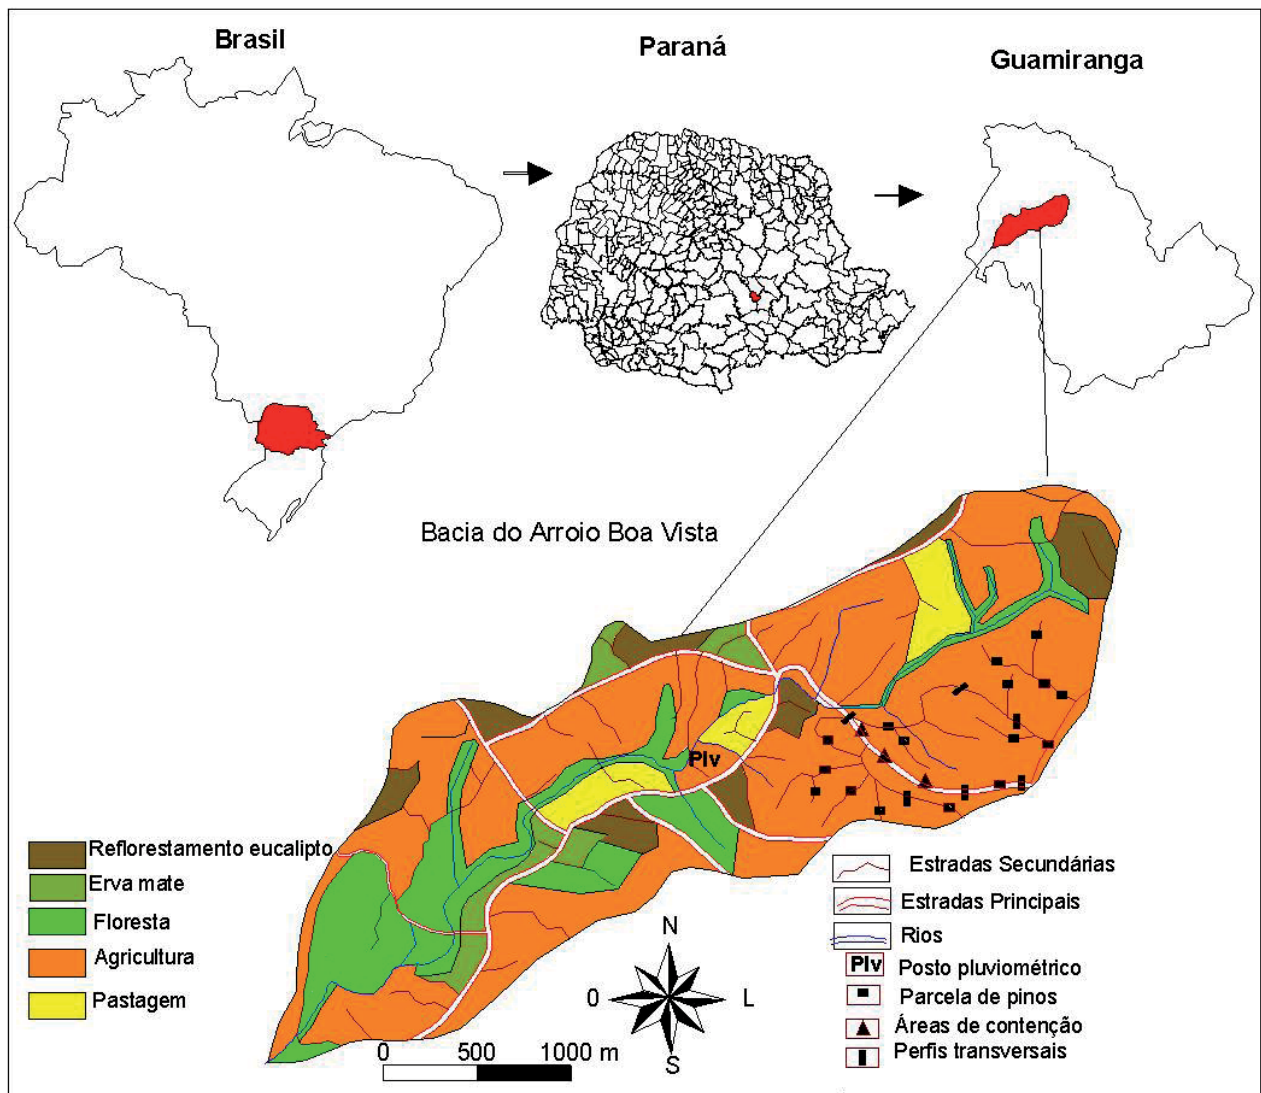 Brasil
Paraná
Guamiranga
Bacia do Arroio Boa Vista
Plv
Reflorestamento eucalipto
Erva mate
Floresta
Agricultura
Pastagem
Estradas Secundárias
Estradas Principais
Rios
Plv Posto pluviométrico
Parcela de pinos
Áreas de contenção
Perfis transversais
N
0 L
S
0 500 1000 m